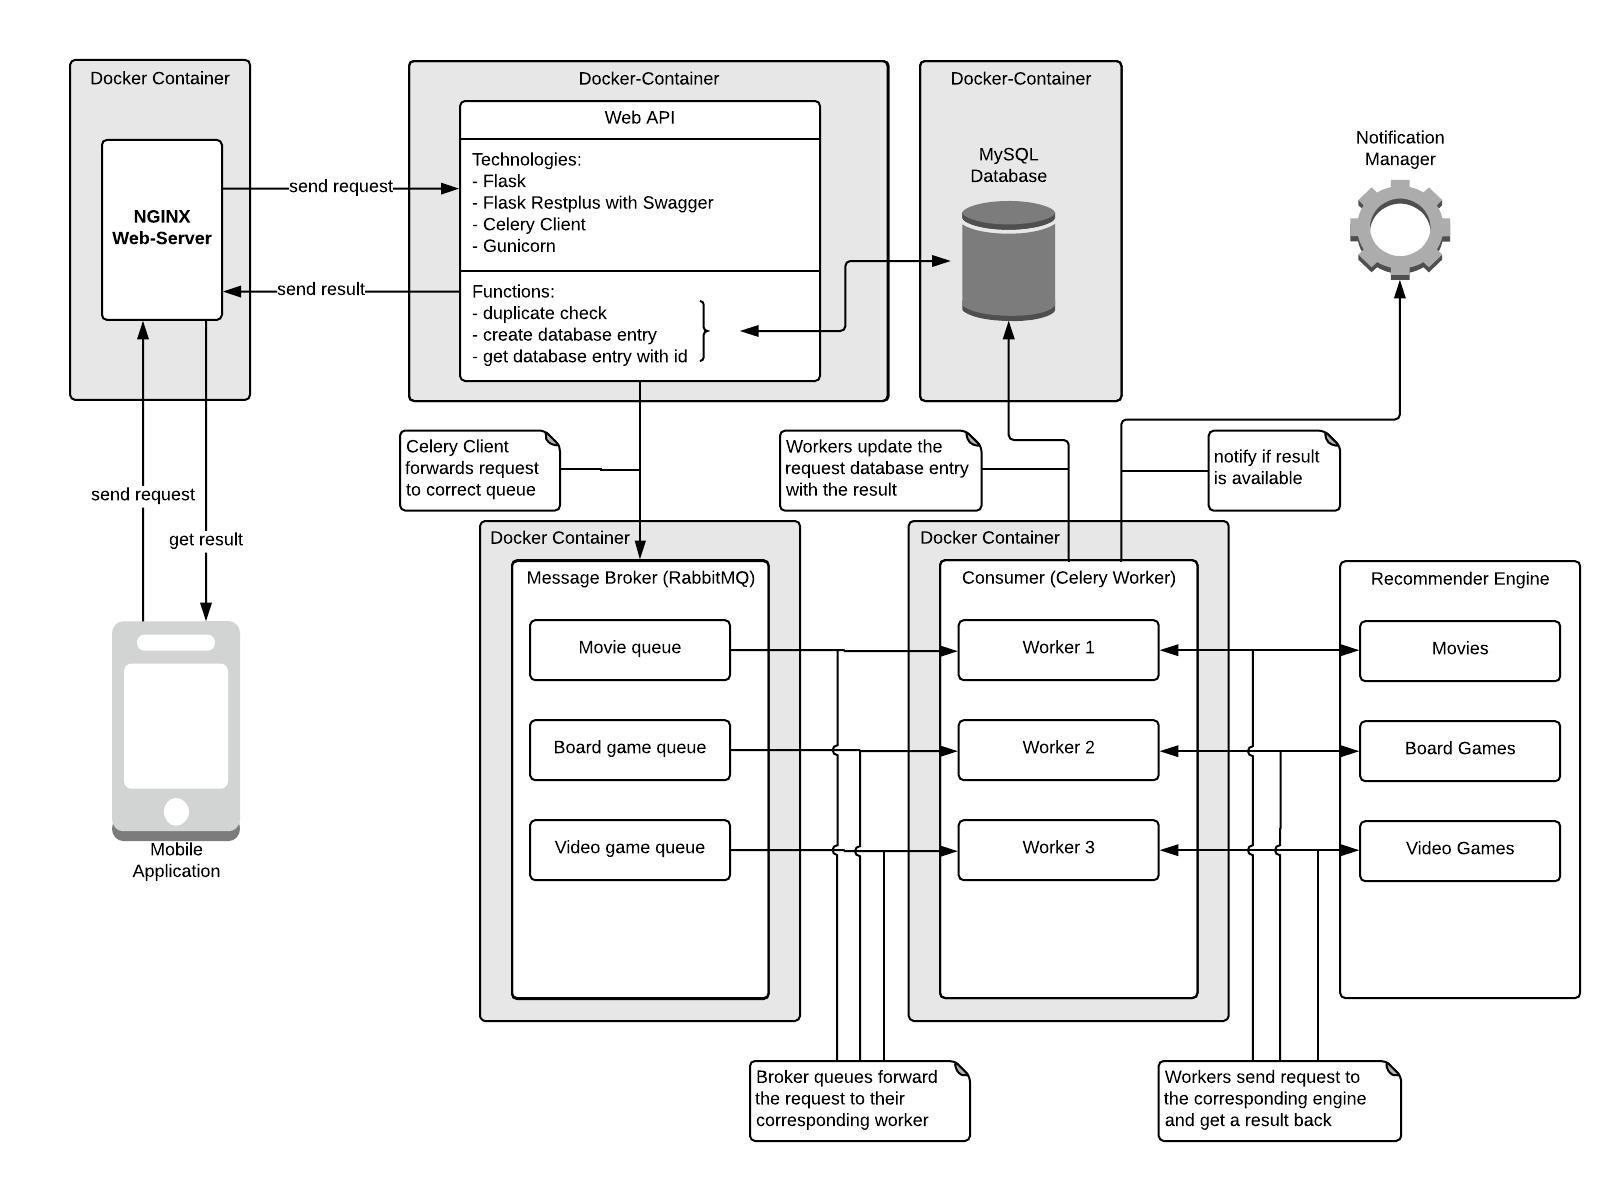 Docker Container
NGINX
Web-Server
send request
send result
Docker-Container
Web API
Technologies:
- Flask
- Flask Restplus with Swagger
- Celery Client
- Gunicorn
Functions:
- duplicate check
- create database entry
- get database entry with id
Docker-Container
MySQL
Database
Notification
Manager
send request
get result
Mobile
Application
Celery Client
forwards request
to correct queue
Workers update the
request database entry
with the result
notify if result
is available
Docker Container
Message Broker (RabbitMQ)
Movie queue
Board game queue
Video game queue
Docker Container
Consumer (Celery Worker)
Worker 1
Worker 2
Worker 3
Recommender Engine
Movies
Board Games
Video Games
Broker queues forward
the request to their
corresponding worker
Workers send request to
the corresponding engine
and get a result back